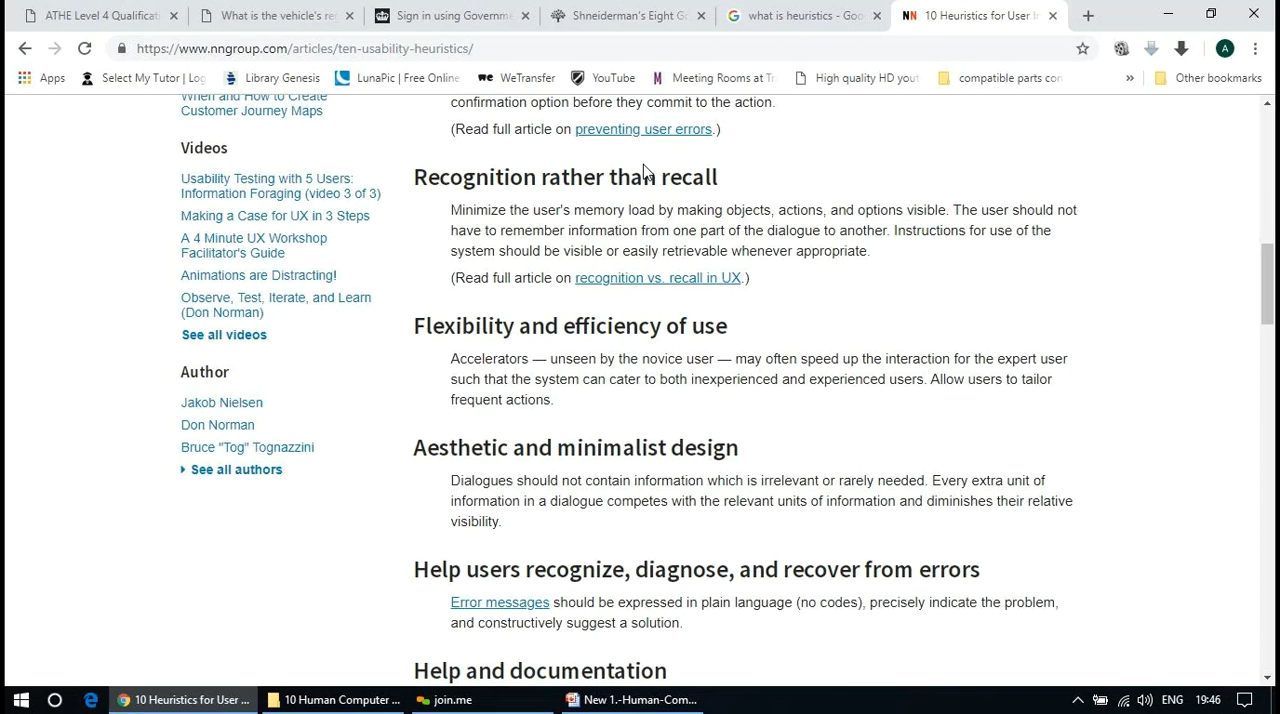 ATHE Level 4 Qualificati
What is the vehicle's re
Sign in using Governme
Shneiderman's Eight Go
what is heuristics - Goo
NN 10 Heuristics for User In
https://www.nngroup.com/articles/ten-usability-heuristics/
A
Apps
Select My Tutor | Log
Library Genesis
LunaPic | Free Online
WeTransfer
YouTube
M Meeting Rooms at Tr
High quality HD yout
compatible parts.con
»
Other bookmarks
When and How to Create
Customer Journey Maps
Videos
Usability Testing with 5 Users:
Information Foraging (video 3 of 3)
Making a Case for UX in 3 Steps
A 4 Minute UX Workshop
Facilitator's Guide
Animations are Distracting!
Observe, Test, Iterate, and Learn
(Don Norman)
See all videos
Author
Jakob Nielsen
Don Norman
Bruce "Tog" Tognazzini
See all authors
confirmation option before they commit to the action.
(Read full article on preventing user errors.)
Recognition rather than recall
Minimize the user's memory load by making objects, actions, and options visible. The user should not
have to remember information from one part of the dialogue to another. Instructions for use of the
system should be visible or easily retrievable whenever appropriate.
(Read full article on recognition vs. recall in UX.)
Flexibility and efficiency of use
Accelerators — unseen by the novice user — may often speed up the interaction for the expert user
such that the system can cater to both inexperienced and experienced users. Allow users to tailor
frequent actions.
Aesthetic and minimalist design
Dialogues should not contain information which is irrelevant or rarely needed. Every extra unit of
information in a dialogue competes with the relevant units of information and diminishes their relative
visibility.
Help users recognize, diagnose, and recover from errors
Error messages should be expressed in plain language (no codes), precisely indicate the problem,
and constructively suggest a solution.
Help and documentation
10 Heuristics for User ...
10 Human Computer ...
join.me
New 1.-Human-Com...
ENG
19:46